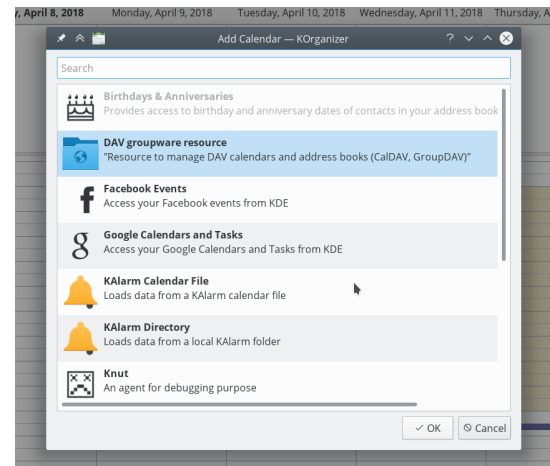 y, April 8, 2018 Monday, April 9, 2018 Tuesday, April 10, 2018 Wednesday, April 11, 2018 Thursday, A
Add Calendar — KOrganizer
Search
Birthdays & Anniversaries
Provides access to birthday and anniversary dates of contacts in your address book
DAV groupware resource
"Resource to manage DAV calendars and address books (CalDAV, GroupDAV)"
Facebook Events
Access your Facebook events from KDE
Google Calendars and Tasks
Access your Google Calendars and Tasks from KDE
KAlarm Calendar File
Loads data from a KAlarm calendar file
KAlarm Directory
Loads data from a local KAlarm folder
Knut
An agent for debugging purpose
OK Cancel